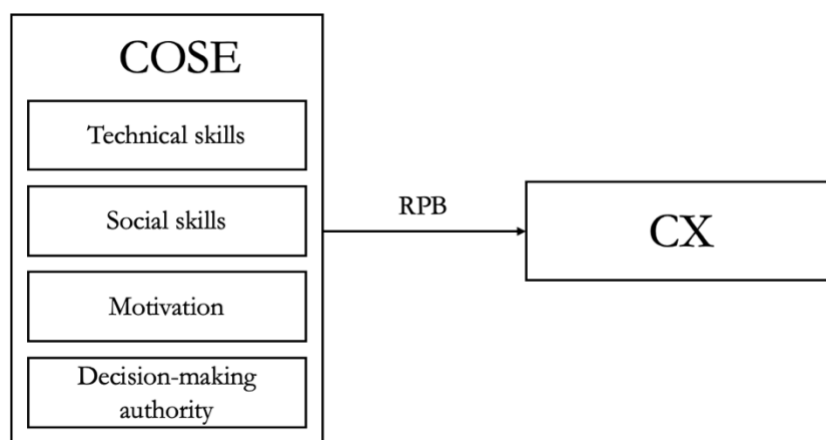 COSE
Technical skills
Social skills
Motivation
Decision-making
authority
RPB
CX